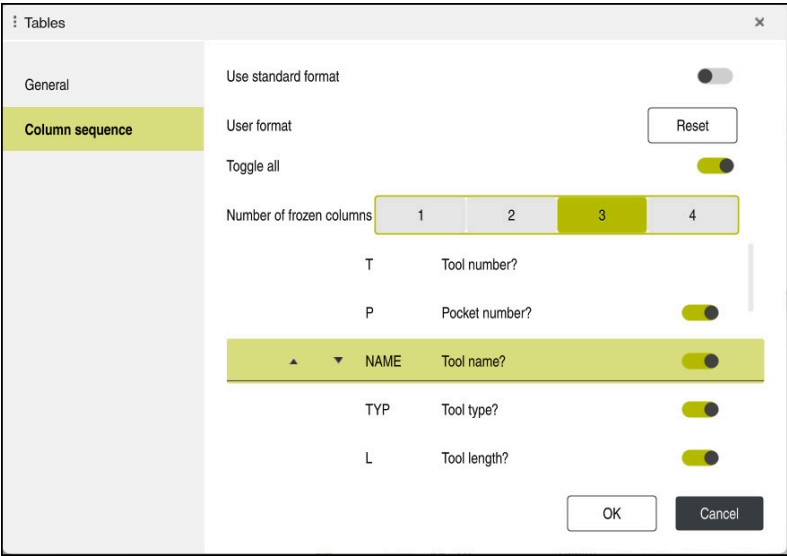 Tables
General
Column sequence
Use standard format
User format Reset
Toggle all
Number of frozen columns 1 2 3 4
T Tool number?
P Pocket number?
NAME Tool name?
TYP Tool type?
L Tool length?
OK Cancel